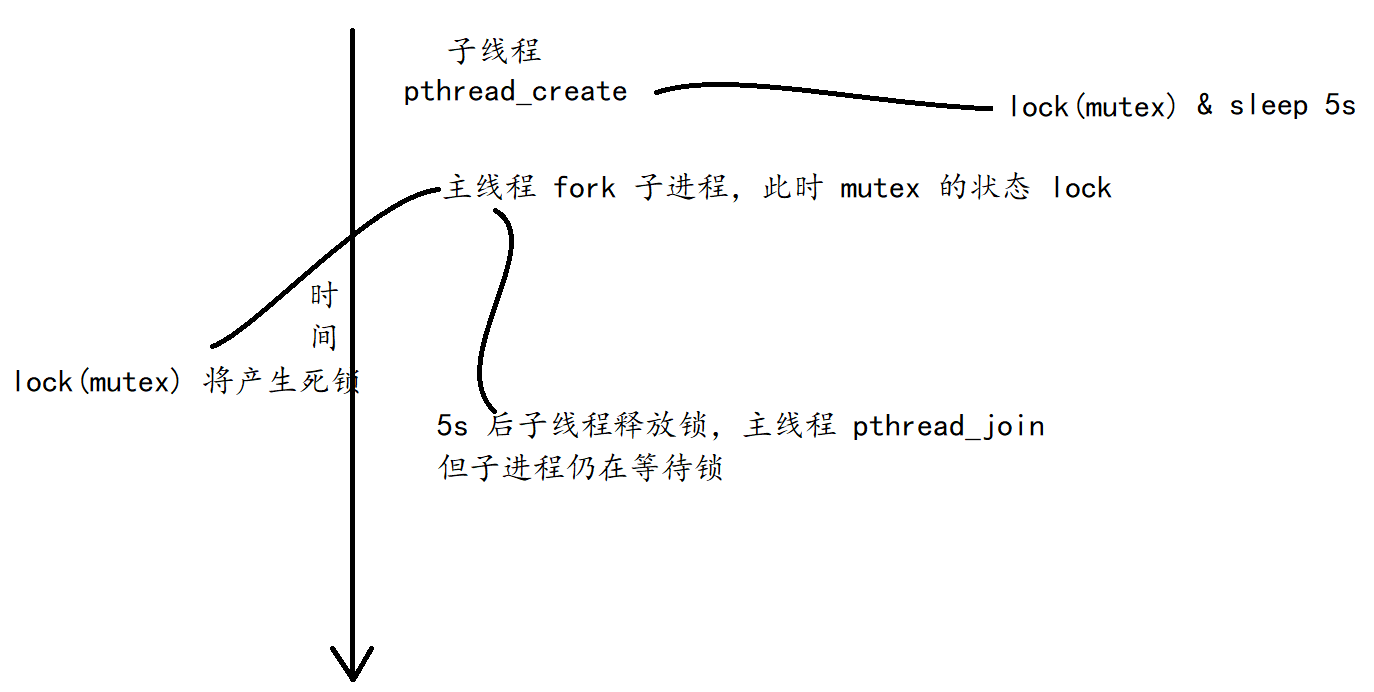 子线程
pthread_create
lock(mutex) & sleep 5s
主线程 fork 子进程，此时 mutex 的状态 lock
时
间
lock(mutex) 将产生死锁
5s 后子线程释放锁，主线程 pthread_join
但子进程仍在等待锁